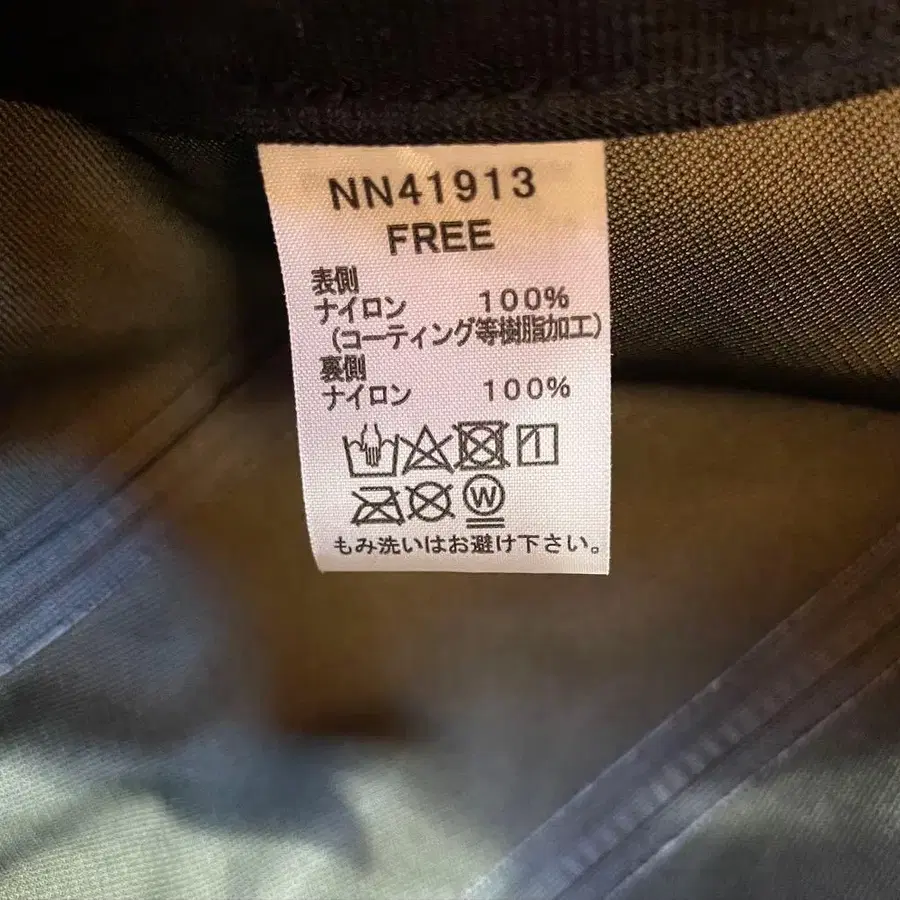 NN41913
FREE
表側
ナイロン 100%
(コーティング等樹脂加工)
裏側
ナイロン 100%
W
もみ洗いはお避け下さい。